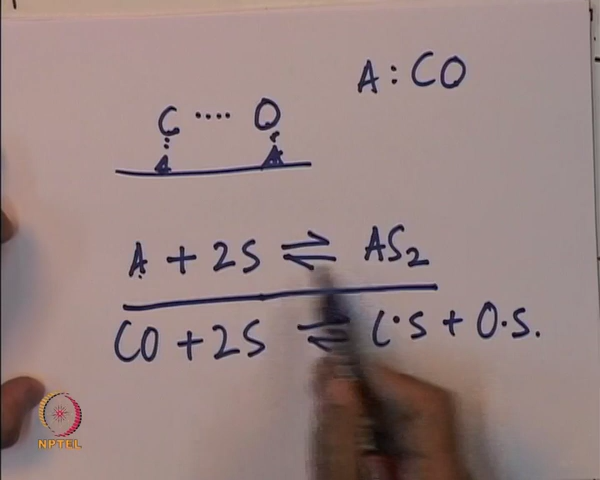 A : CO
C .... O
A + 2S ⇌ AS₂
CO + 2S ⇌ C·S + O·S.
NPTEL